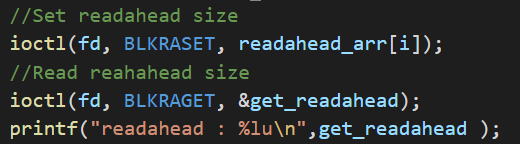 //Set readahead size
ioctl(fd, BLKRASET, readahead_arr[i]);
//Read reahahead size
ioctl(fd, BLKRAGET, &get_readahead);
printf("readahead : %lu\n",get_readahead );